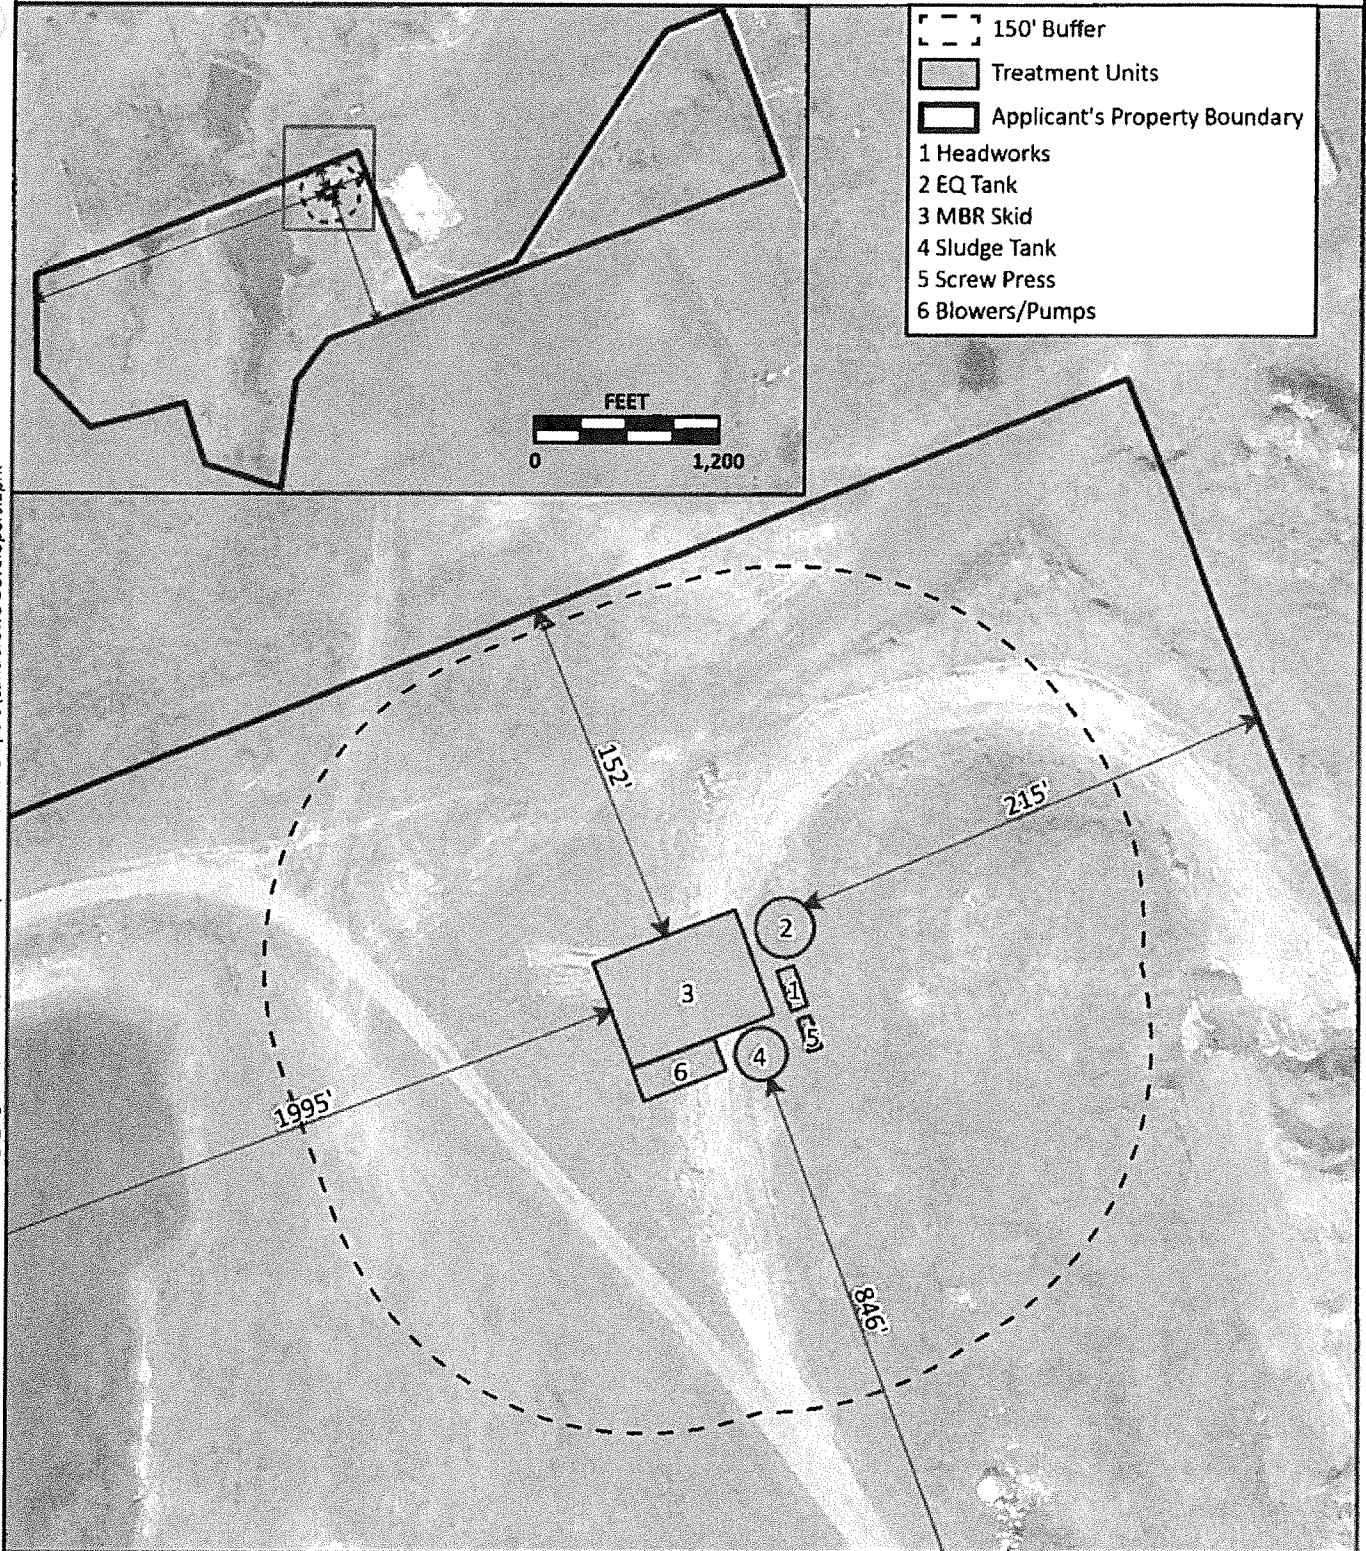 150' Buffer
Treatment Units
Applicant's Property Boundary
1 Headworks
2 EQ Tank
3 MBR Skid
4 Sludge Tank
5 Screw Press
6 Blowers/Pumps
FEET
0 1,200
152'
215'
2
3
1
5
4
6
1995'
846'